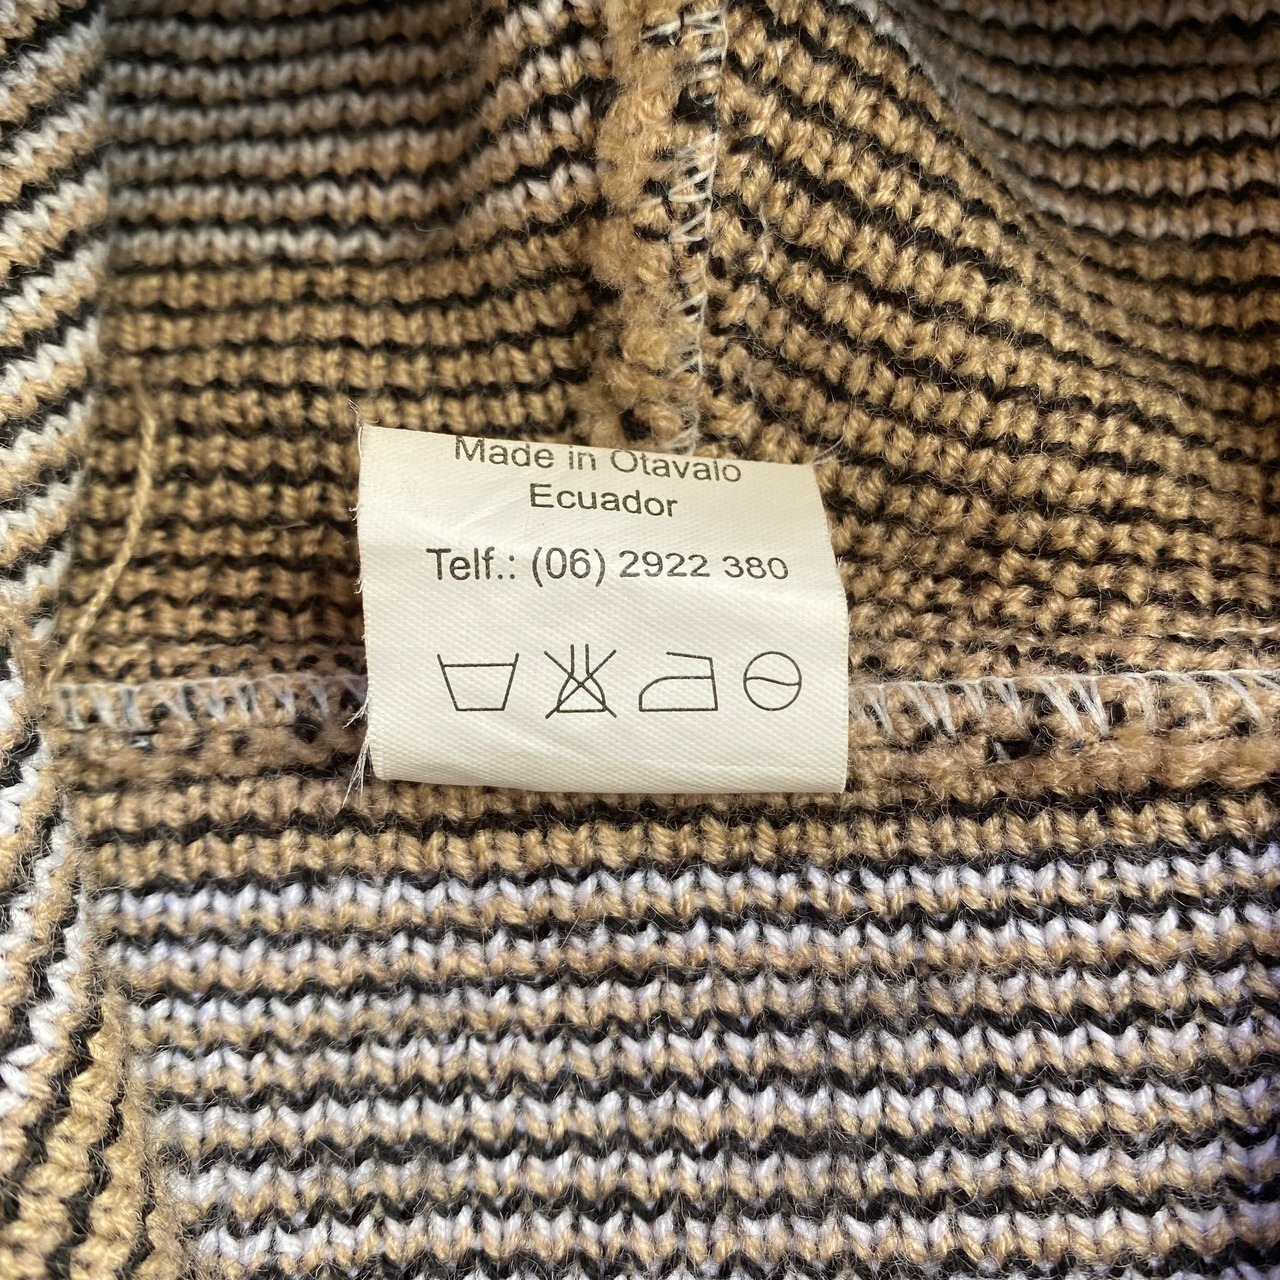 Made in Otavalo
Ecuador
Telf.: (06) 2922 380